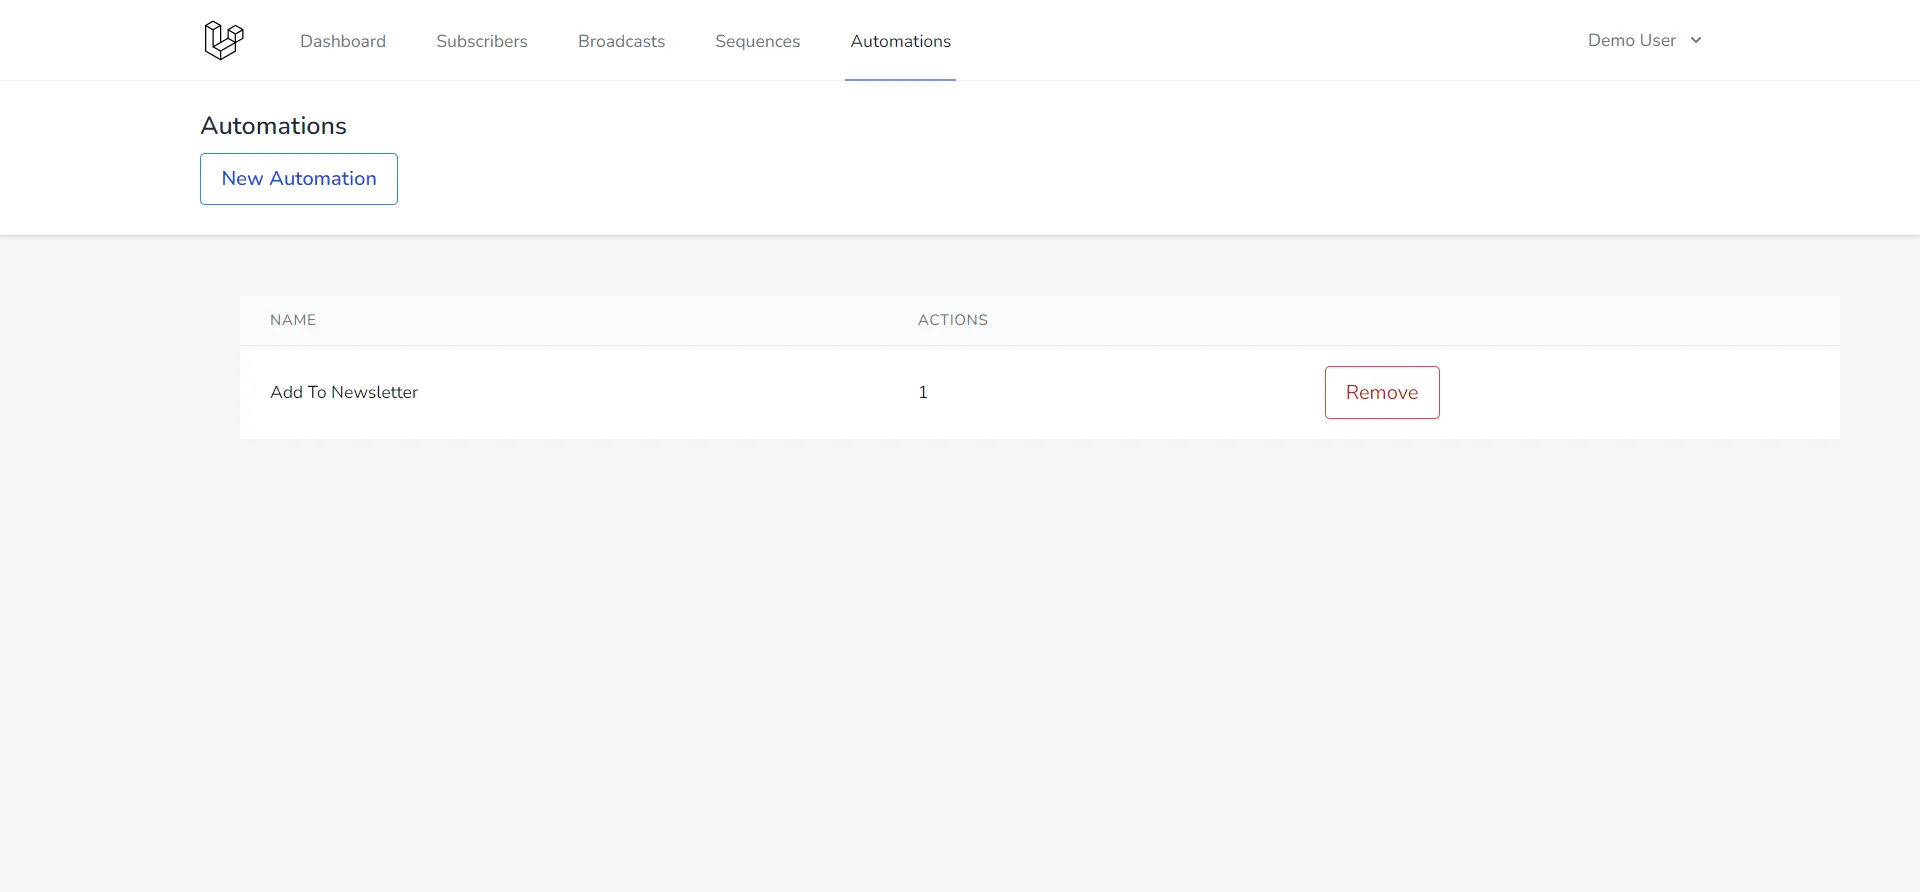 Dashboard Subscribers Broadcasts Sequences Automations Demo User
Automations
New Automation
NAME ACTIONS
Add To Newsletter 1 Remove